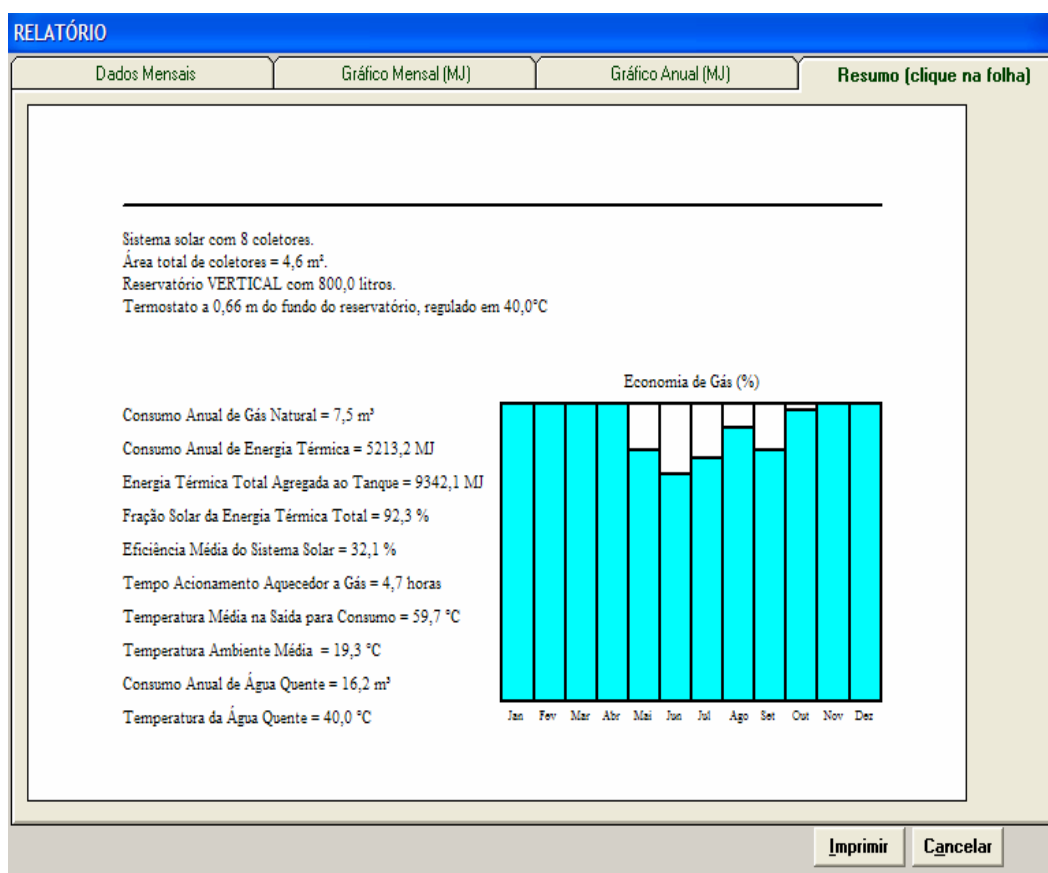 RELATÓRIO
Dados Mensais
Gráfico Mensal (MJ)
Gráfico Anual (MJ)
Resumo (clique na folha)
Sistema solar com 8 coletores.
Área total de coletores = 4,6 m².
Reservatório VERTICAL com 800,0 litros.
Termostato a 0,66 m do fundo do reservatório, regulado em 40,0°C
Economia de Gás (%)
Consumo Anual de Gás Natural = 7,5 m³
Consumo Anual de Energia Térmica = 5213,2 MJ
Energia Térmica Total Agregada ao Tanque = 9342,1 MJ
Fração Solar da Energia Térmica Total = 92,3 %
Eficiência Média do Sistema Solar = 32,1 %
Tempo Acionamento Aquecedor a Gás = 4,7 horas
Temperatura Média na Saída para Consumo = 59,7 °C
Temperatura Ambiente Média = 19,3 °C
Consumo Anual de Água Quente = 16,2 m³
Temperatura da Água Quente = 40,0 °C
Jan Fev Mar Abr Mai Jun Jul Ago Set Out Nov Dez
Imprimir
Cancelar